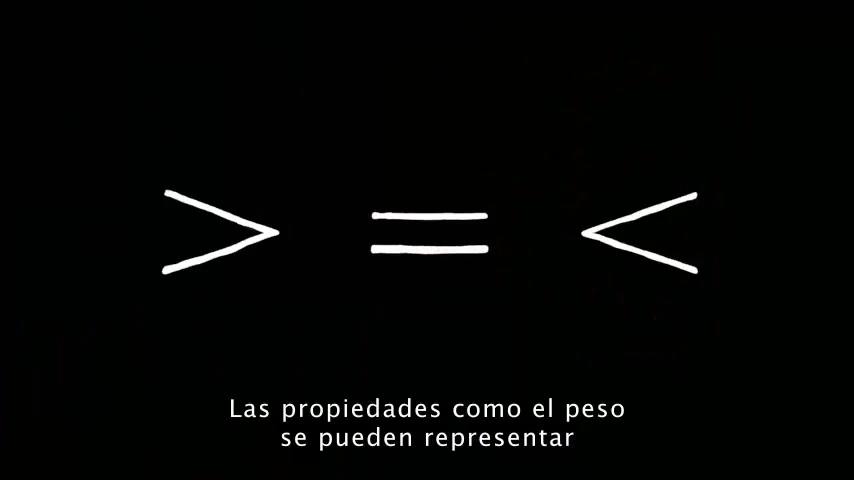 > = <
Las propiedades como el peso
se pueden representar